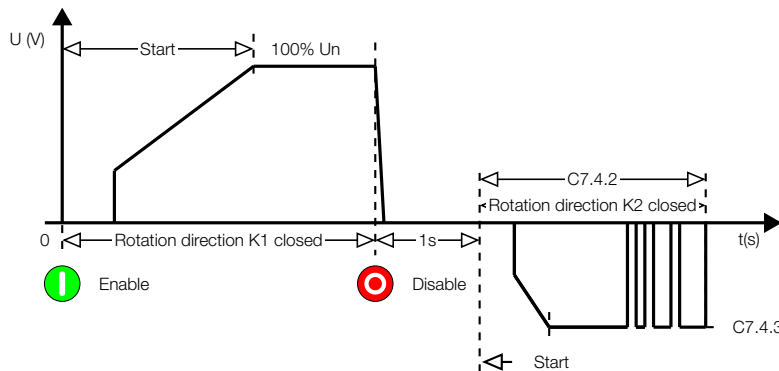 U (V)
Start
100% Un
C7.4.2
Rotation direction K2 closed
0
Rotation direction K1 closed
1s
t(s)
Enable
Disable
C7.4.3
Start